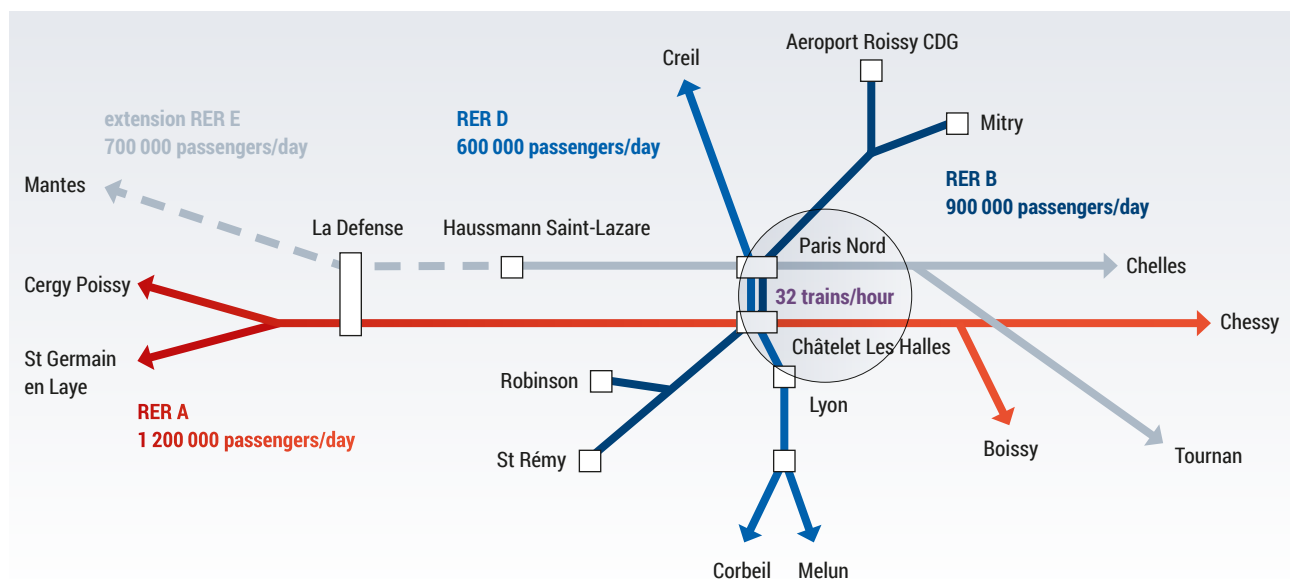 Aeroport Roissy CDG
Creil
extension RER E
700 000 passengers/day
RER D
600 000 passengers/day
Mitry
Mantes
RER B
900 000 passengers/day
La Defense
Haussmann Saint-Lazare
Paris Nord
Chelles
Cergy Poissy
32 trains/hour
Chessy
St Germain
en Laye
Châtelet Les Halles
Robinson
Lyon
RER A
1 200 000 passengers/day
St Rémy
Boissy
Tournan
Corbeil
Melun